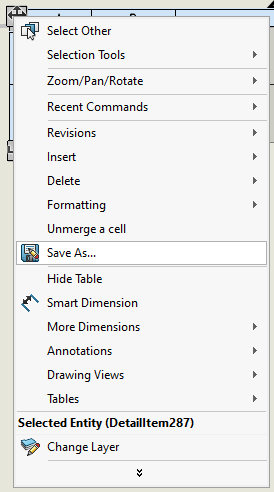 Select Other
Selection Tools
Zoom/Pan/Rotate
Recent Commands
Revisions
Insert
Delete
Formatting
Unmerge a cell
Save As...
Hide Table
Smart Dimension
More Dimensions
Annotations
Drawing Views
Tables
Selected Entity (DetailItem287)
Change Layer